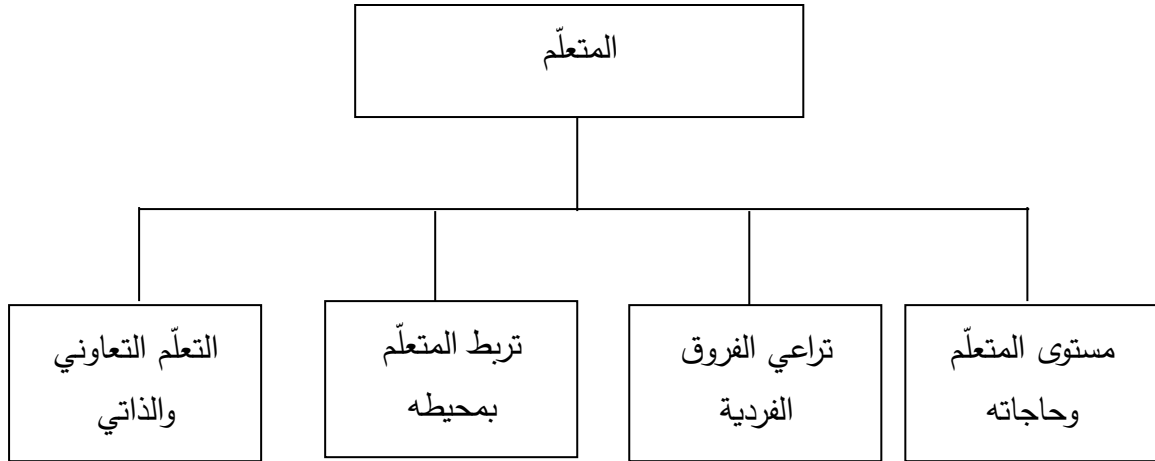 المتعلّم
مستوى المتعلّم
وحاجاته
تراعي الفروق
الفردية
تربط المتعلّم
بمحيطه
التعلّم التعاوني
والذاتي